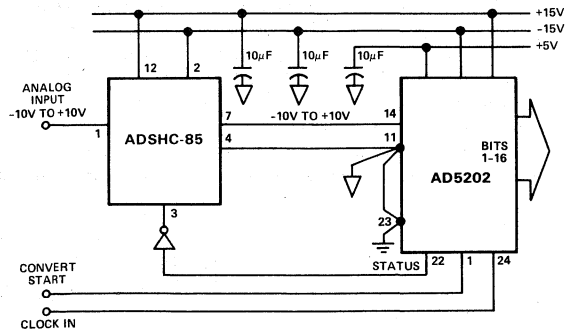 +15V
-15V
+5V
12
2
10μF
10μF
10μF
ANALOG
INPUT
-10V TO +10V
1
ADSHC-85
7
-10V TO +10V
14
4
11
BITS
1-16
AD5202
3
23
STATUS
22
1
24
CONVERT
START
CLOCK IN